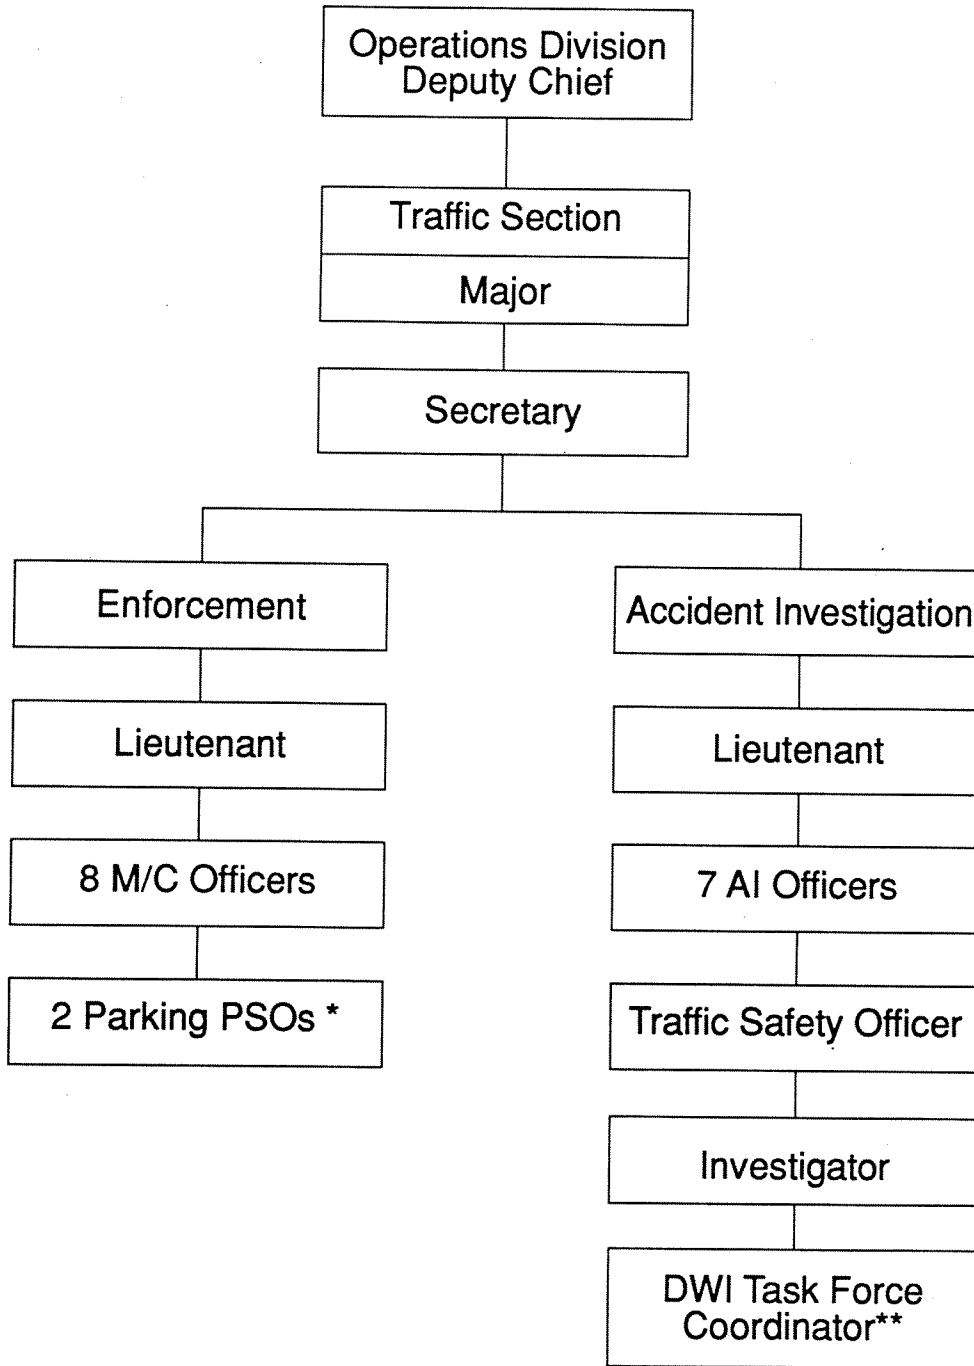 Operations Division
Deputy Chief
Traffic Section
Major
Secretary
Enforcement
Lieutenant
8 M/C Officers
2 Parking PSOs *
Accident Investigation
Lieutenant
7 AI Officers
Traffic Safety Officer
Investigator
DWI Task Force
Coordinator**